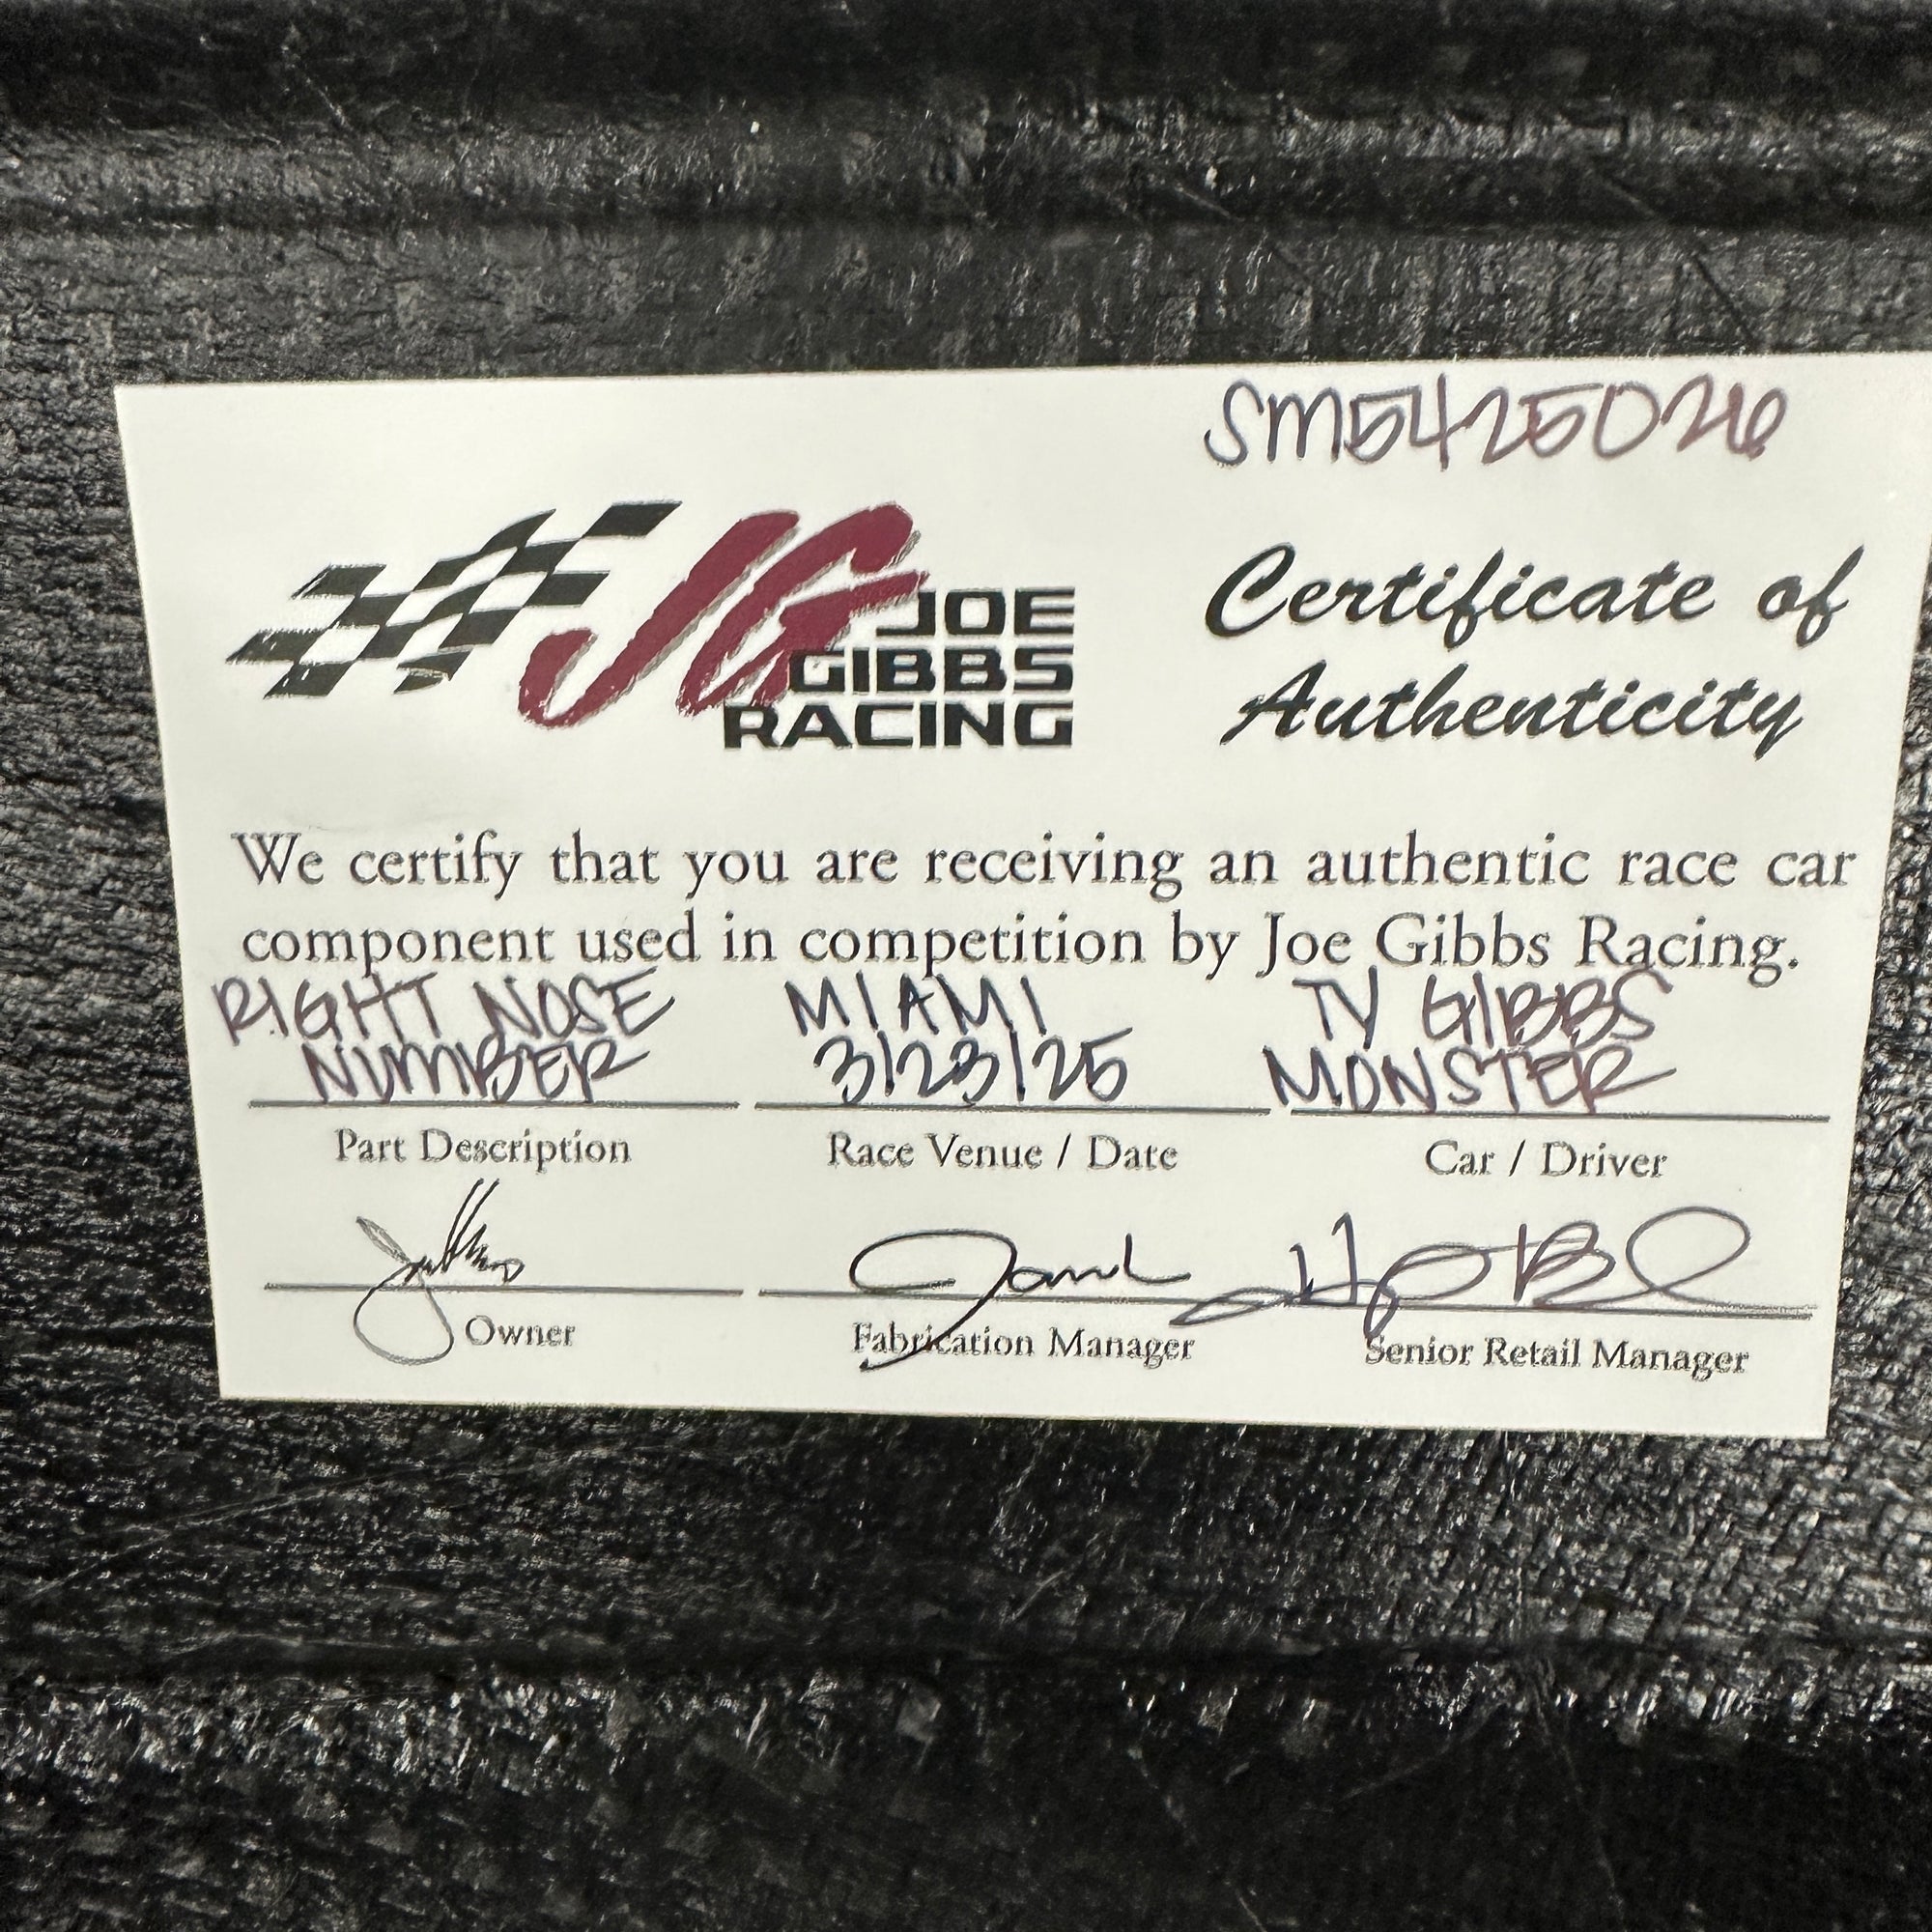 SM5425026
JG JOE
GIBBS
RACING
Certificate of
Authenticity
We certify that you are receiving an authentic race car
component used in competition by Joe Gibbs Racing.
RIGHT NOSE
NUMBER
MIAMI
3/23/25
TY GIBBS
MONSTER
Part Description
Race Venue / Date
Car / Driver
Owner
Fabrication Manager
Senior Retail Manager